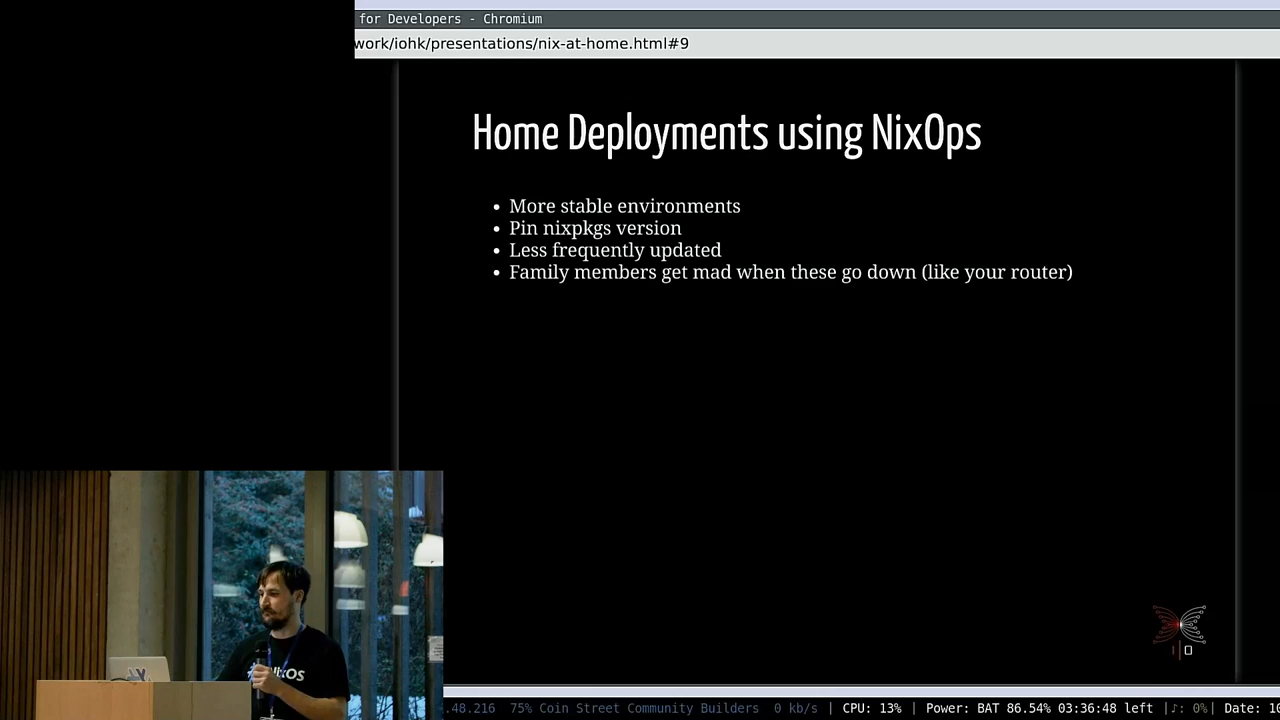 for Developers - Chromium
work/iohk/presentations/nix-at-home.html#9
Home Deployments using NixOps
• More stable environments
• Pin nixpkgs version
• Less frequently updated
• Family members get mad when these go down (like your router)
NixOS
I|O
.48.216 75% Coin Street Community Builders 0 kb/s | CPU: 13% | Power: BAT 86.54% 03:36:48 left |♪: 0%| Date: 10